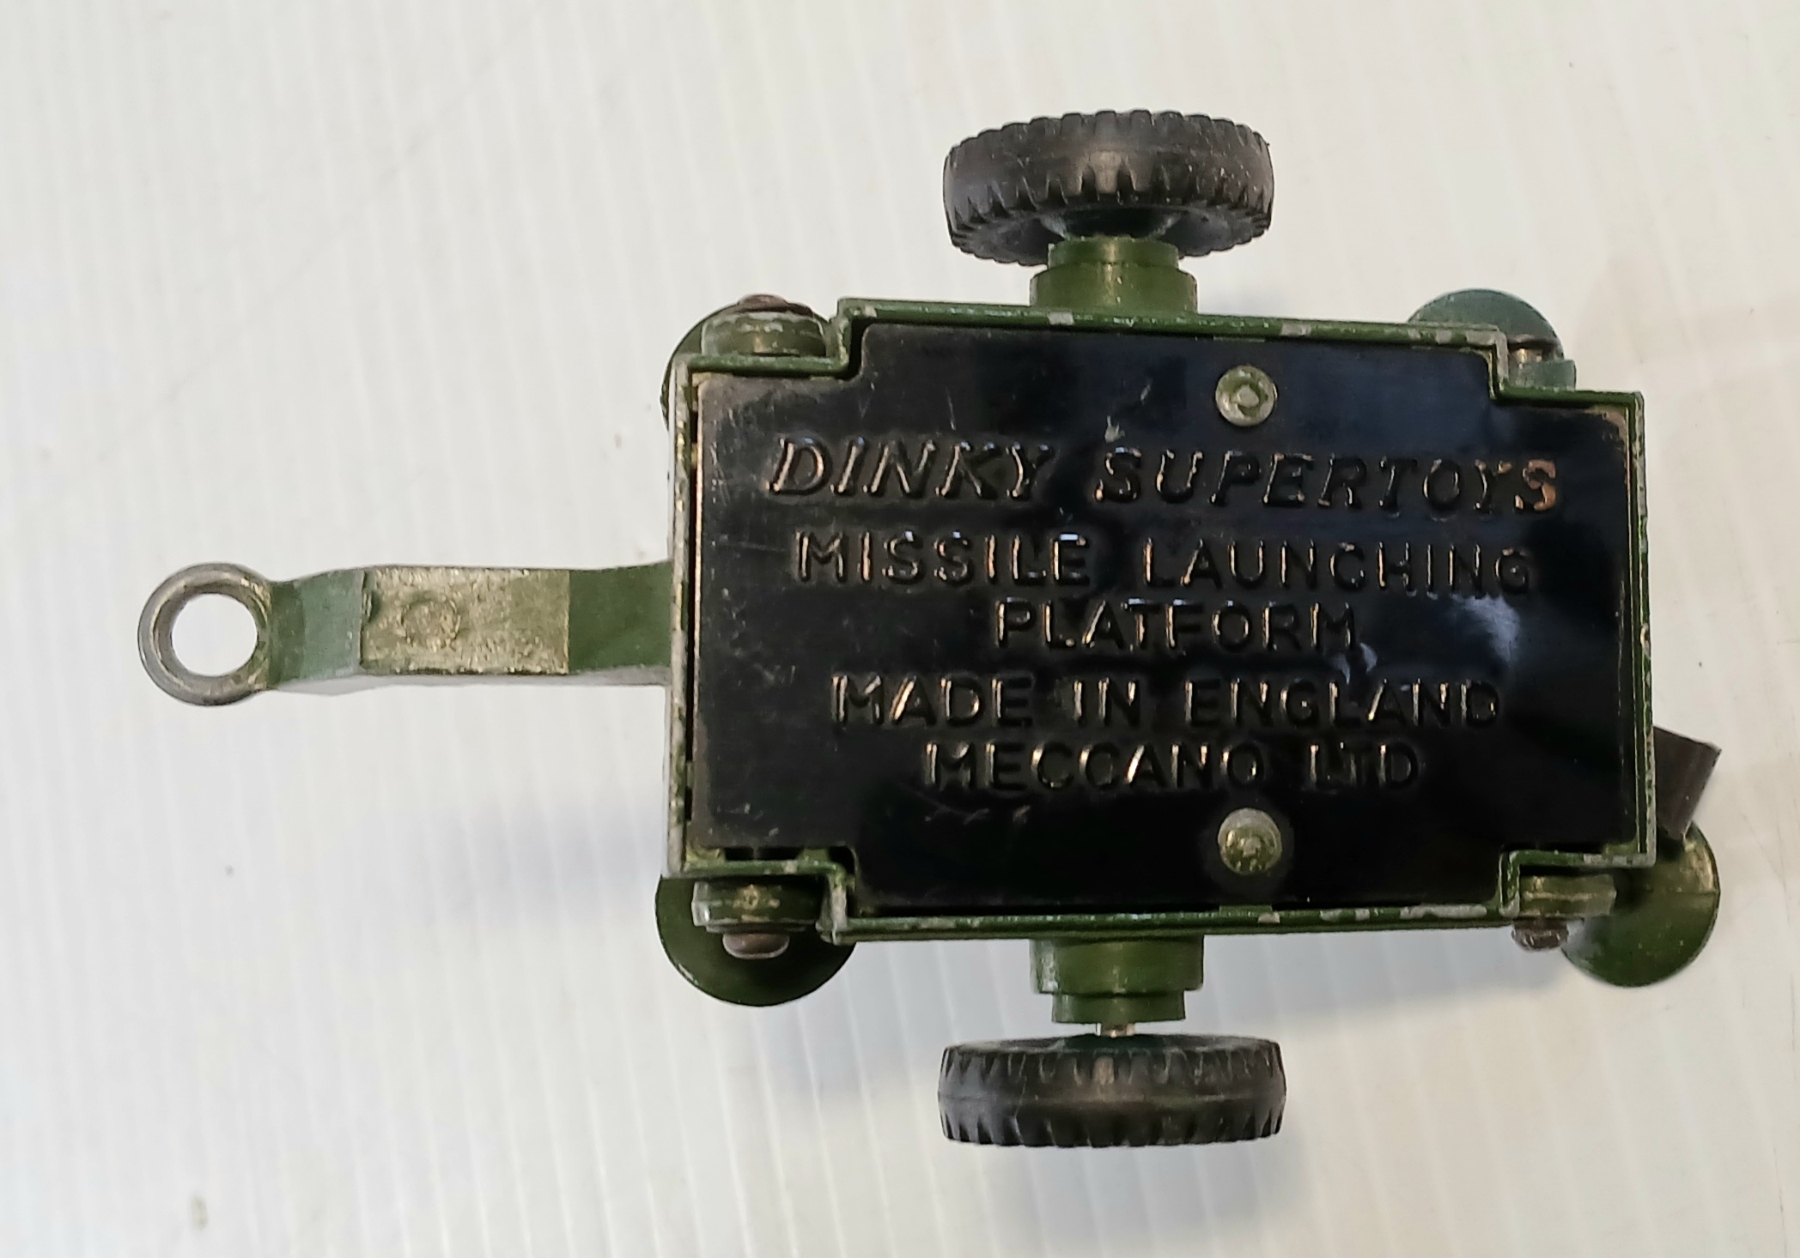 DINKY SUPERTOYS
MISSILE LAUNCHING
PLATFORM
MADE IN ENGLAND
MECCANO LTD